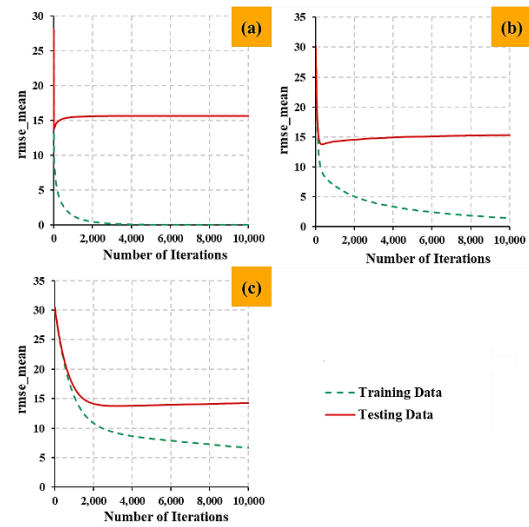 (a)
rmse_mean
30
25
20
15
10
5
0
0 2,000 4,000 6,000 8,000 10,000
Number of Iterations
(b)
rmse_mean
35
30
25
20
15
10
5
0
0 2,000 4,000 6,000 8,000 10,000
Number of Iterations
(c)
rmse_mean
35
30
25
20
15
10
5
0
0 2,000 4,000 6,000 8,000 10,000
Number of Iterations
Training Data
Testing Data